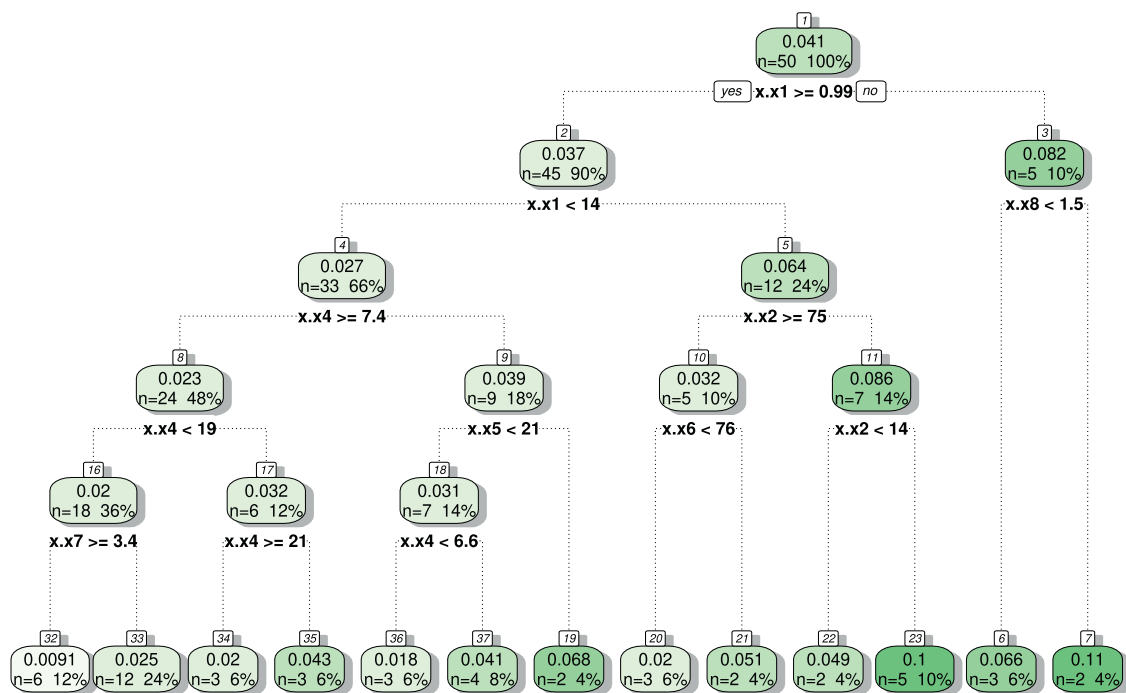 1
0.041
n=50 100%
yes x.x1 >= 0.99 no
2 3
0.037 0.082
n=45 90% n=5 10%
x.x1 < 14 x.x8 < 1.5
4 5
0.027 0.064
n=33 66% n=12 24%
x.x4 >= 7.4 x.x2 >= 75
8 9 10 11
0.023 0.039 0.032 0.086
n=24 48% n=9 18% n=5 10% n=7 14%
x.x4 < 19 x.x5 < 21 x.x6 < 76 x.x2 < 14
16 17 18
0.02 0.032 0.031
n=18 36% n=6 12% n=7 14%
x.x7 >= 3.4 x.x4 >= 21 x.x4 < 6.6
32 33 34 35 36 37 19 20 21 22 23 6 7
0.0091 0.025 0.02 0.043 0.018 0.041 0.068 0.02 0.051 0.049 0.1 0.066 0.11
n=6 12% n=12 24% n=3 6% n=3 6% n=3 6% n=4 8% n=2 4% n=3 6% n=2 4% n=2 4% n=5 10% n=3 6% n=2 4%